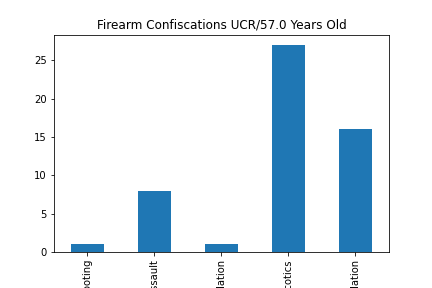 Firearm Confiscations UCR/57.0 Years Old
25
20
15
10
5
0
ooting
ssault
lation
cotics
lation